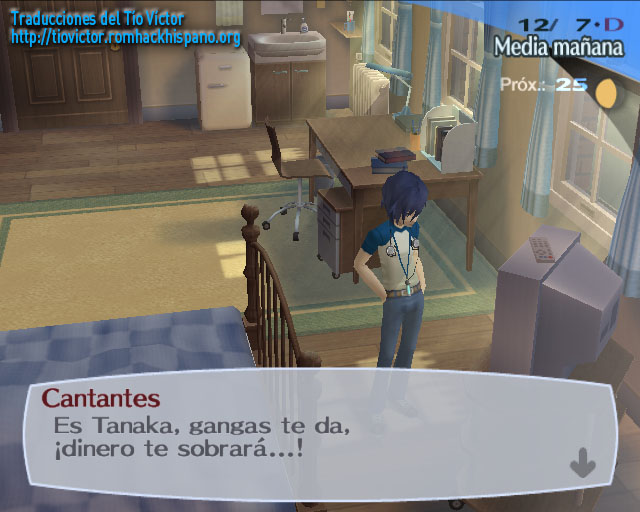 Traducciones del Tío Victor
http://tiovictor.romhackhispano.org
12/ 7·D
Media mañana
Próx.: 25
Cantantes
Es Tanaka, gangas te da,
¡dinero te sobrará...!